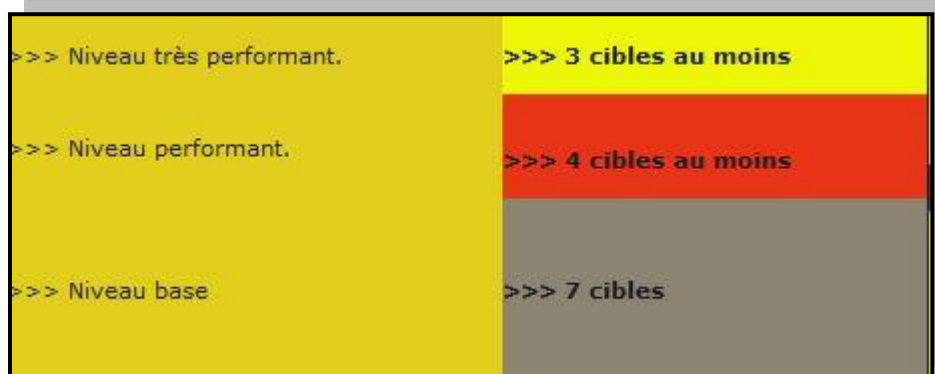 >>> Niveau très performant.
>>> 3 cibles au moins
>>> Niveau performant.
>>> 4 cibles au moins
>>> Niveau base
>>> 7 cibles